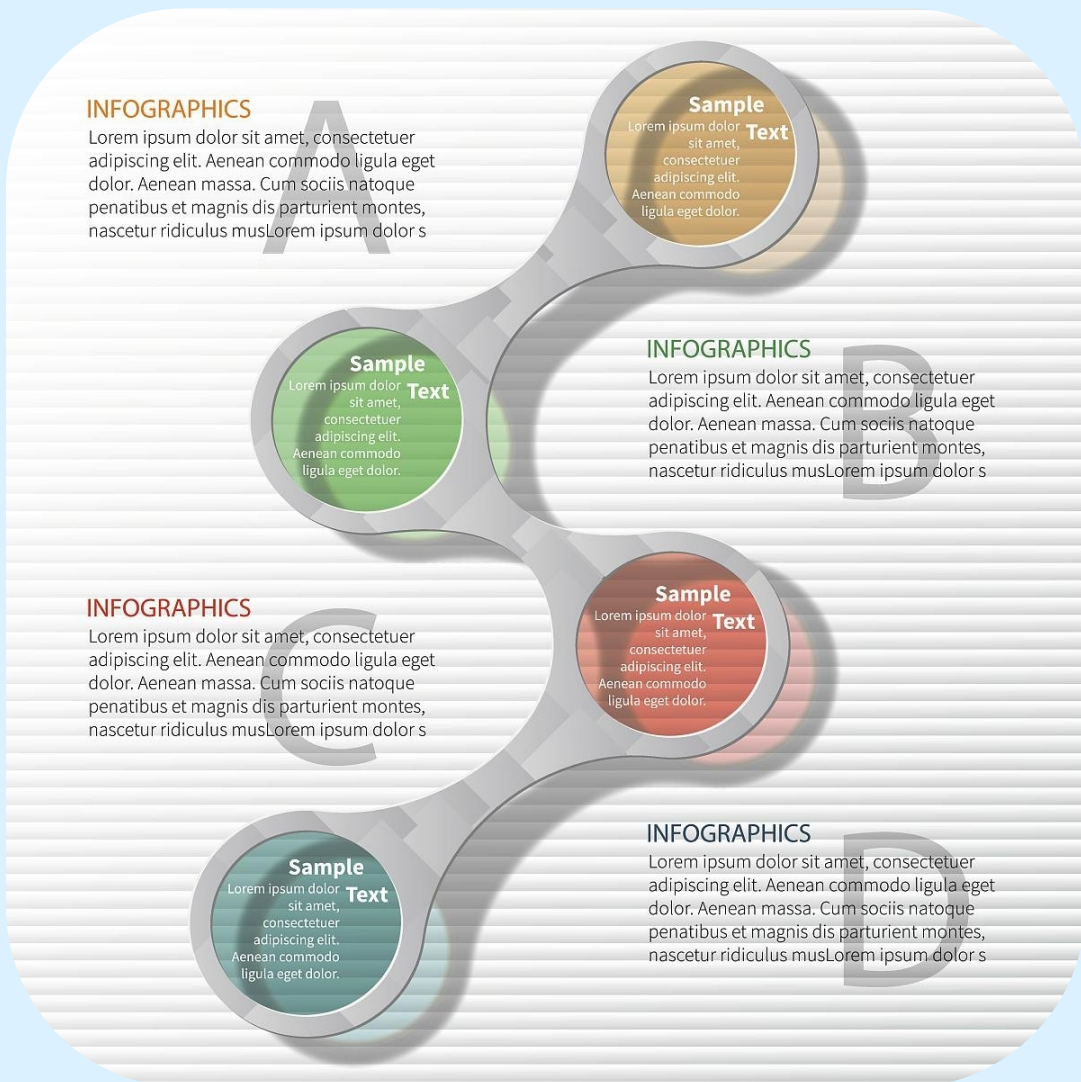 INFOGRAPHICS
Lorem ipsum dolor sit amet, consectetuer
adipiscing elit. Aenean commodo ligula eget
dolor. Aenean massa. Cum sociis natoque
penatibus et magnis dis parturient montes,
nascetur ridiculus musLorem ipsum dolor s
A
Sample
Text
Lorem ipsum dolor
sit amet,
consectetuer
adipiscing elit.
Aenean commodo
ligula eget dolor.
Sample
Text
Lorem ipsum dolor
sit amet,
consectetuer
adipiscing elit.
Aenean commodo
ligula eget dolor.
INFOGRAPHICS
Lorem ipsum dolor sit amet, consectetuer
adipiscing elit. Aenean commodo ligula eget
dolor. Aenean massa. Cum sociis natoque
penatibus et magnis dis parturient montes,
nascetur ridiculus musLorem ipsum dolor s
B
INFOGRAPHICS
Lorem ipsum dolor sit amet, consectetuer
adipiscing elit. Aenean commodo ligula eget
dolor. Aenean massa. Cum sociis natoque
penatibus et magnis dis parturient montes,
nascetur ridiculus musLorem ipsum dolor s
C
Sample
Text
Lorem ipsum dolor
sit amet,
consectetuer
adipiscing elit.
Aenean commodo
ligula eget dolor.
Sample
Text
Lorem ipsum dolor
sit amet,
consectetuer
adipiscing elit.
Aenean commodo
ligula eget dolor.
INFOGRAPHICS
Lorem ipsum dolor sit amet, consectetuer
adipiscing elit. Aenean commodo ligula eget
dolor. Aenean massa. Cum sociis natoque
penatibus et magnis dis parturient montes,
nascetur ridiculus musLorem ipsum dolor s
D